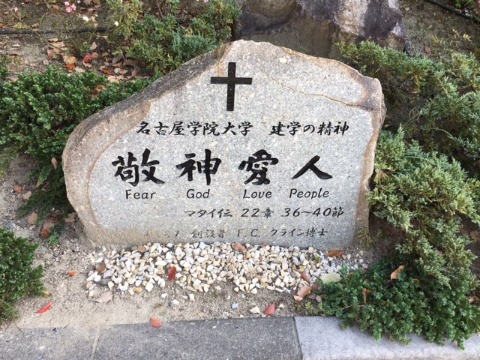 名古屋学院大学 建学の精神
敬神愛人
Fear God Love People
マタイ伝 22章 36~40節
創設者 F.C.クライン博士